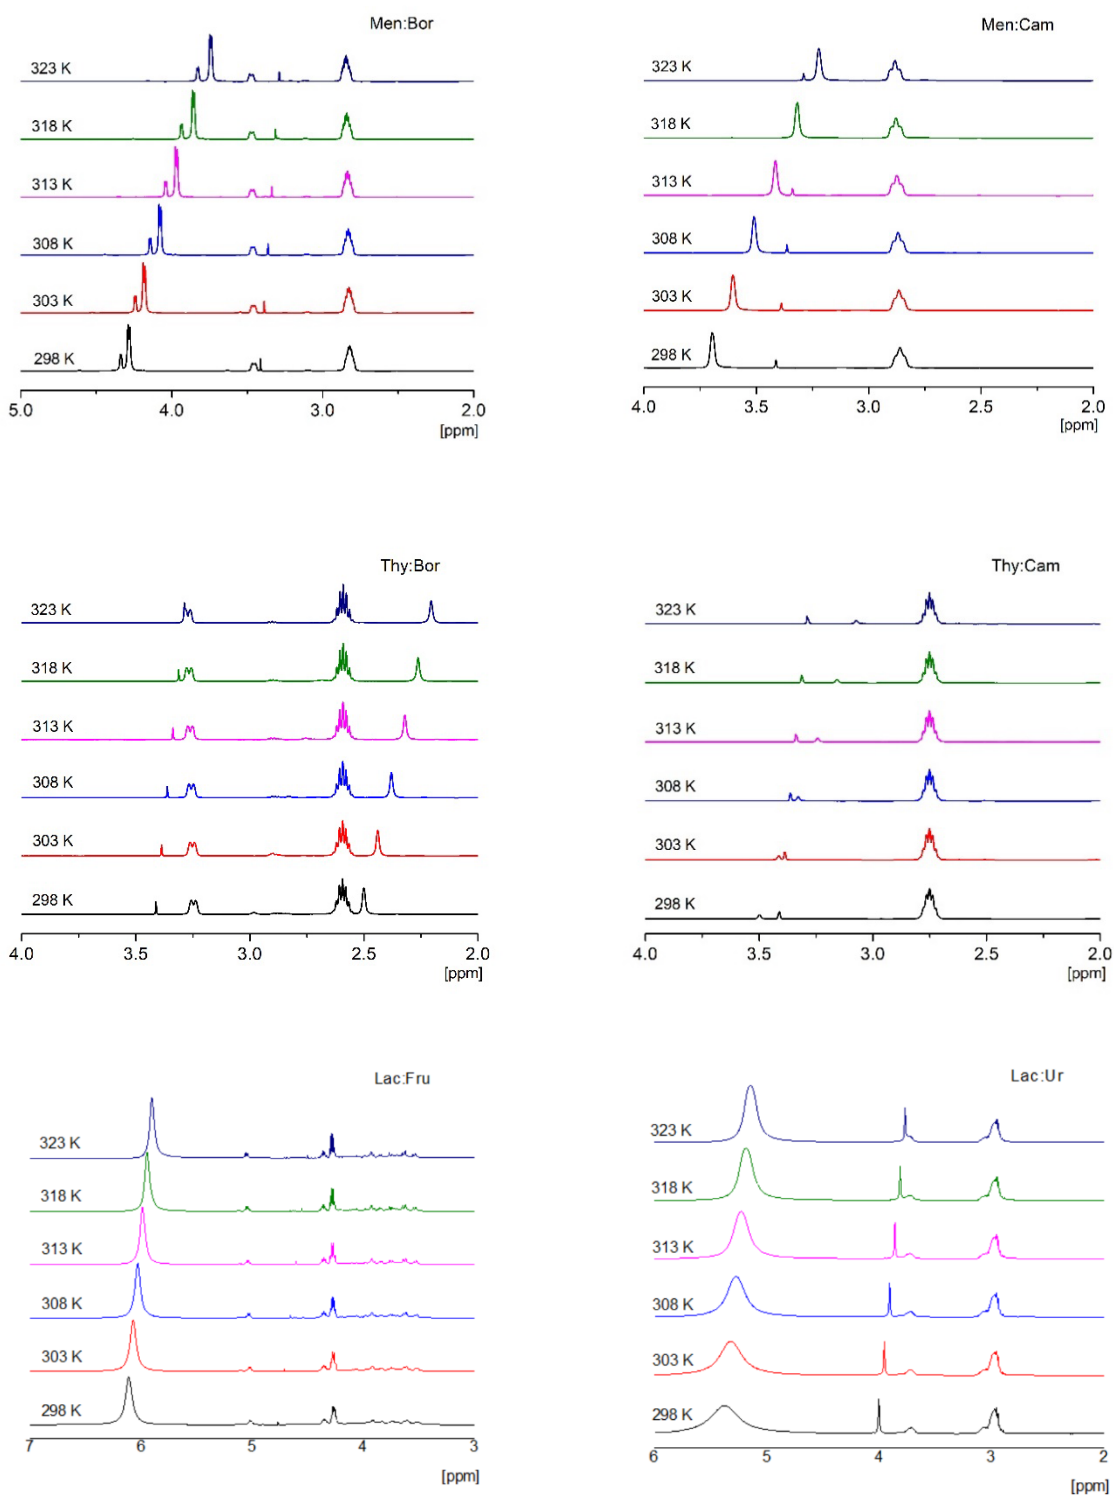 Men:Bor
323 K
318 K
313 K
308 K
303 K
298 K
5.0 4.0 3.0 2.0
[ppm]
Men:Cam
323 K
318 K
313 K
308 K
303 K
298 K
4.0 3.5 3.0 2.5 2.0
[ppm]
Thy:Bor
323 K
318 K
313 K
308 K
303 K
298 K
4.0 3.5 3.0 2.5 2.0
[ppm]
Thy:Cam
323 K
318 K
313 K
308 K
303 K
298 K
4.0 3.5 3.0 2.5 2.0
[ppm]
Lac:Fru
323 K
318 K
313 K
308 K
303 K
298 K
7 6 5 4 3
[ppm]
Lac:Ur
323 K
318 K
313 K
308 K
303 K
298 K
6 5 4 3 2
[ppm]